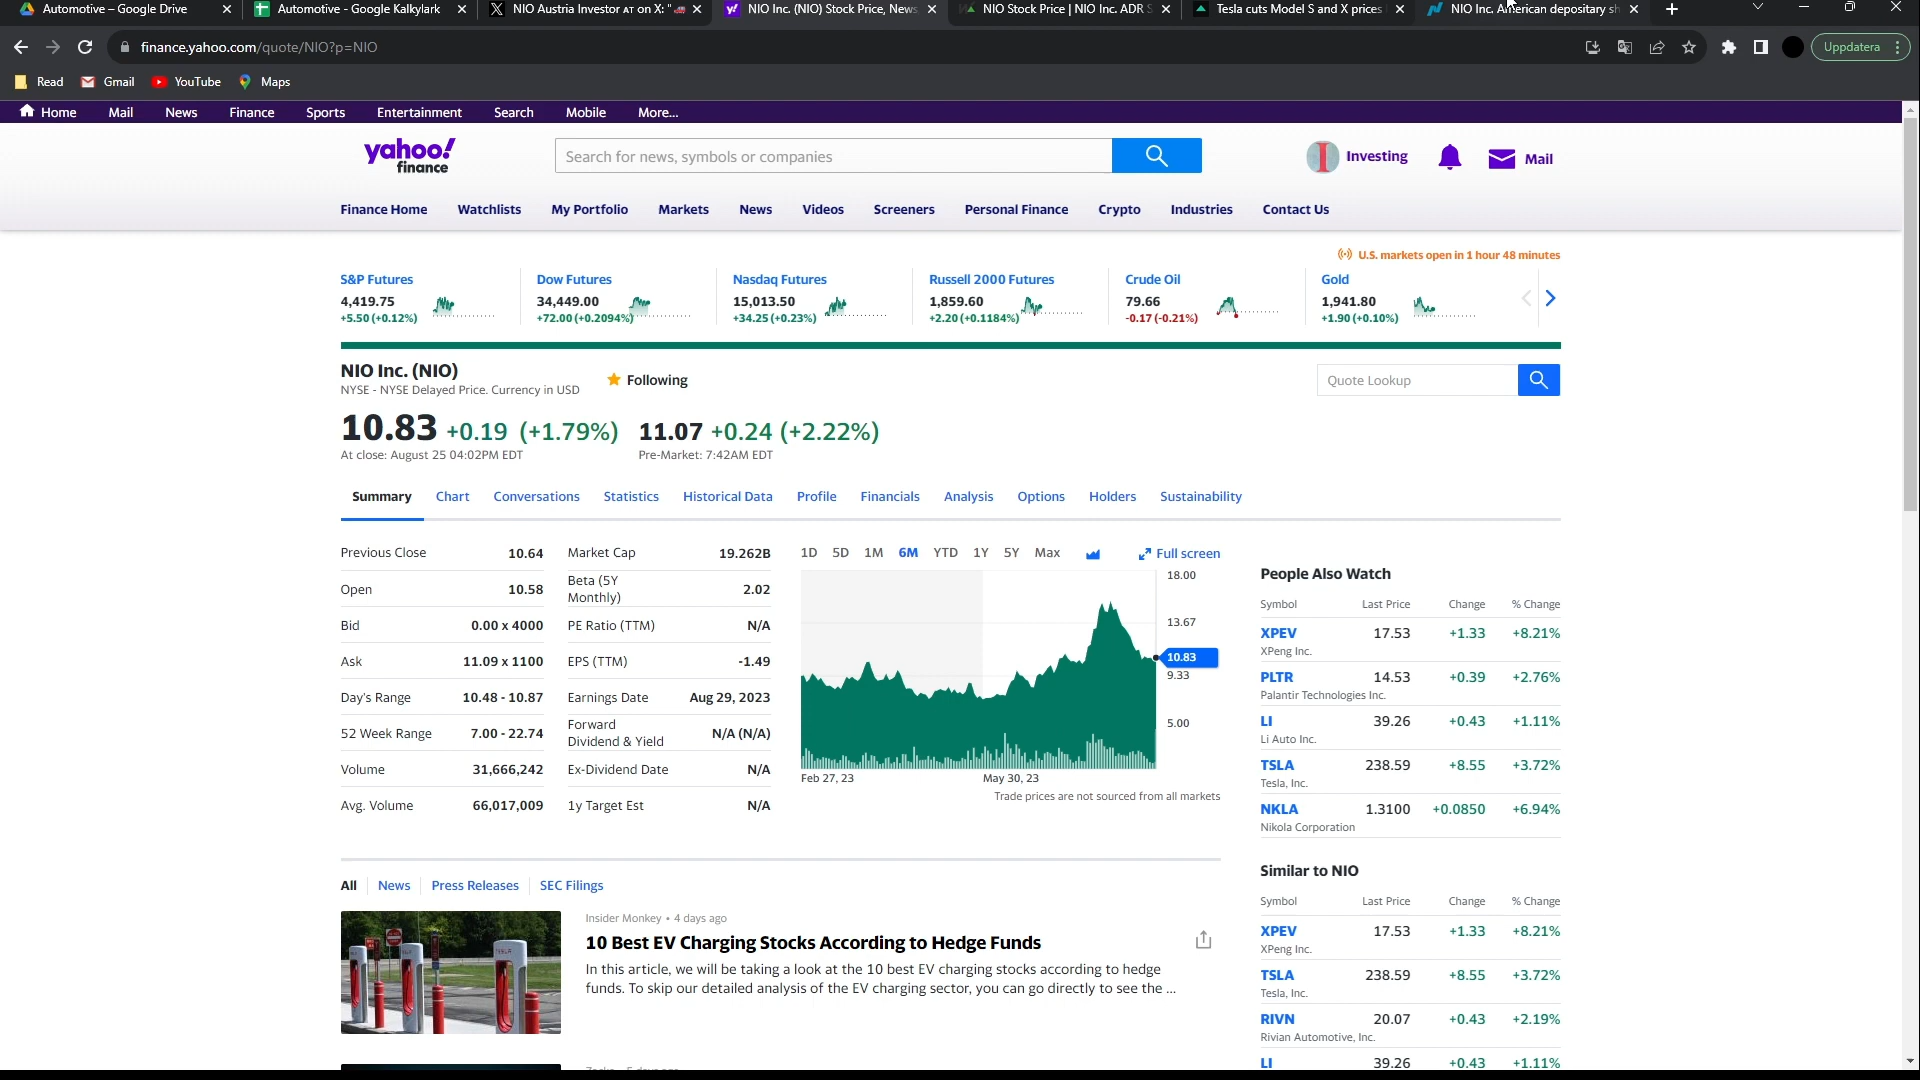 Automotive – Google Drive
Automotive - Google Kalkylark
NIO Austria Investor AT on X: "
NIO Inc. (NIO) Stock Price, News
NIO Stock Price | NIO Inc. ADR S
Tesla cuts Model S and X prices
NIO Inc. American depositary sh
finance.yahoo.com/quote/NIO?p=NIO
Uppdatera
Read
Gmail
YouTube
Maps
Home
Mail
News
Finance
Sports
Entertainment
Search
Mobile
More...
yahoo!
finance
Search for news, symbols or companies
Investing
Mail
Finance Home
Watchlists
My Portfolio
Markets
News
Videos
Screeners
Personal Finance
Crypto
Industries
Contact Us
U.S. markets open in 1 hour 48 minutes
S&P Futures
4,419.75
+5.50 (+0.12%)
Dow Futures
34,449.00
+72.00 (+0.2094%)
Nasdaq Futures
15,013.50
+34.25 (+0.23%)
Russell 2000 Futures
1,859.60
+2.20 (+0.1184%)
Crude Oil
79.66
-0.17 (-0.21%)
Gold
1,941.80
+1.90 (+0.10%)
NIO Inc. (NIO)
NYSE - NYSE Delayed Price. Currency in USD
Following
Quote Lookup
10.83 +0.19 (+1.79%)
At close: August 25 04:02PM EDT
11.07 +0.24 (+2.22%)
Pre-Market: 7:42AM EDT
Summary
Chart
Conversations
Statistics
Historical Data
Profile
Financials
Analysis
Options
Holders
Sustainability
Previous Close 10.64
Open 10.58
Bid 0.00 x 4000
Ask 11.09 x 1100
Day's Range 10.48 - 10.87
52 Week Range 7.00 - 22.74
Volume 31,666,242
Avg. Volume 66,017,009
Market Cap 19.262B
Beta (5Y
Monthly) 2.02
PE Ratio (TTM) N/A
EPS (TTM) -1.49
Earnings Date Aug 29, 2023
Forward
Dividend & Yield N/A (N/A)
Ex-Dividend Date N/A
1y Target Est N/A
1D 5D 1M 6M YTD 1Y 5Y Max
Full screen
18.00
13.67
10.83
9.33
5.00
Feb 27, 23
May 30, 23
Trade prices are not sourced from all markets
People Also Watch
Symbol Last Price Change % Change
XPEV 17.53 +1.33 +8.21%
XPeng Inc.
PLTR 14.53 +0.39 +2.76%
Palantir Technologies Inc.
LI 39.26 +0.43 +1.11%
Li Auto Inc.
TSLA 238.59 +8.55 +3.72%
Tesla, Inc.
NKLA 1.3100 +0.0850 +6.94%
Nikola Corporation
Similar to NIO
Symbol Last Price Change % Change
XPEV 17.53 +1.33 +8.21%
XPeng Inc.
TSLA 238.59 +8.55 +3.72%
Tesla, Inc.
RIVN 20.07 +0.43 +2.19%
Rivian Automotive, Inc.
LI 39.26 +0.43 +1.11%
All
News
Press Releases
SEC Filings
Insider Monkey • 4 days ago
10 Best EV Charging Stocks According to Hedge Funds
In this article, we will be taking a look at the 10 best EV charging stocks according to hedge
funds. To skip our detailed analysis of the EV charging sector, you can go directly to see the ...